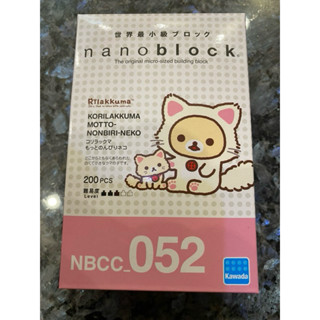 世界最小級ブロック
nanoblock
The original micro-sized building block
Rilakkuma
KORILAKKUMA
MOTTO-
NONBIRI-NEKO
コリラックマ
もっとのんびりネコ
200 PCS
難易度
Level
NBCC_052
Kawada